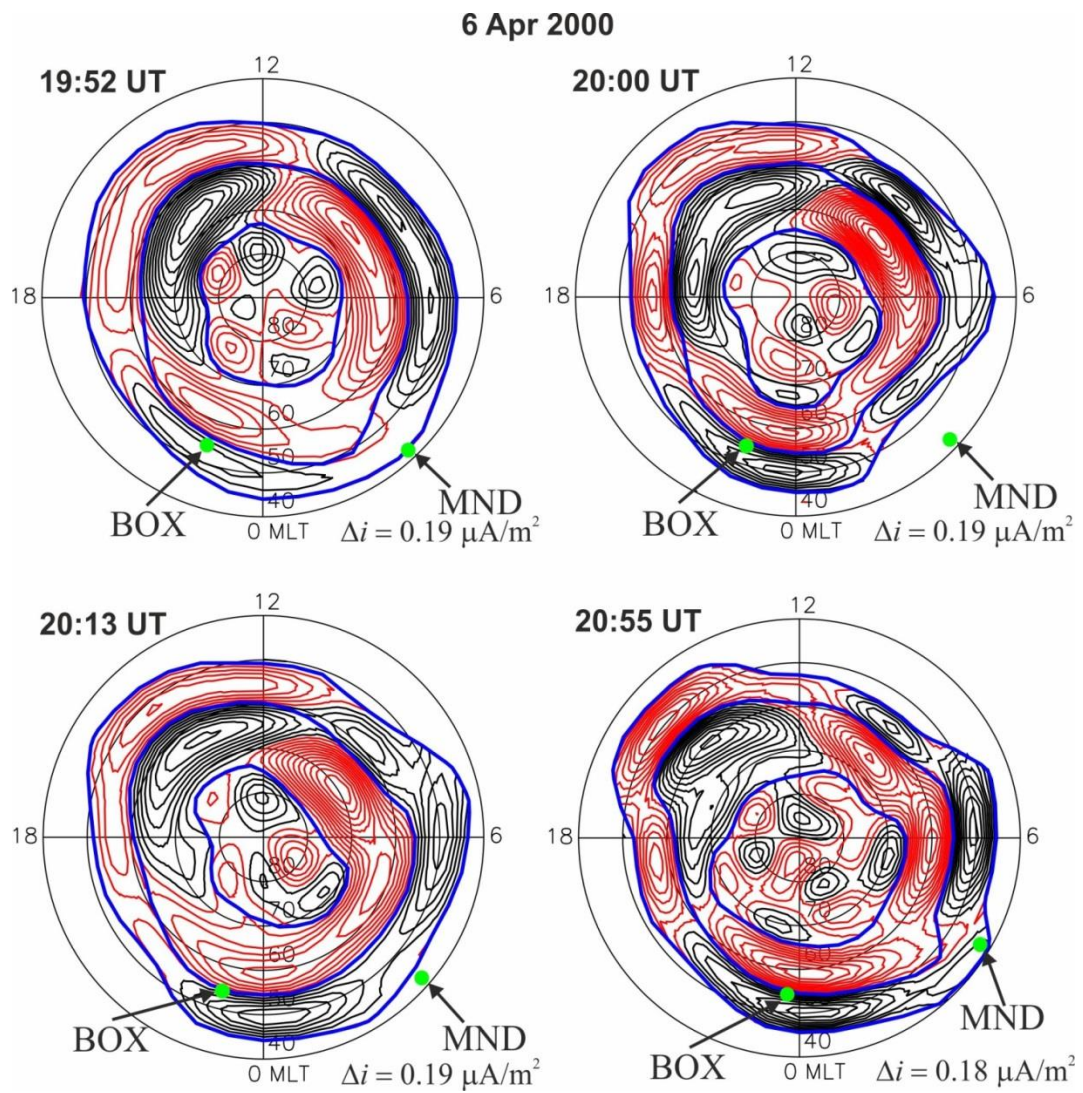 6 Apr 2000
19:52 UT
12
18
6
80
70
60
50
40
0 MLT
BOX
MND
Δi = 0.19 μA/m²
20:00 UT
12
18
6
80
70
60
40
0 MLT
BOX
MND
Δi = 0.19 μA/m²
20:13 UT
12
18
6
80
70
60
50
40
0 MLT
BOX
MND
Δi = 0.19 μA/m²
20:55 UT
12
18
6
80
70
60
40
0 MLT
BOX
MND
Δi = 0.18 μA/m²